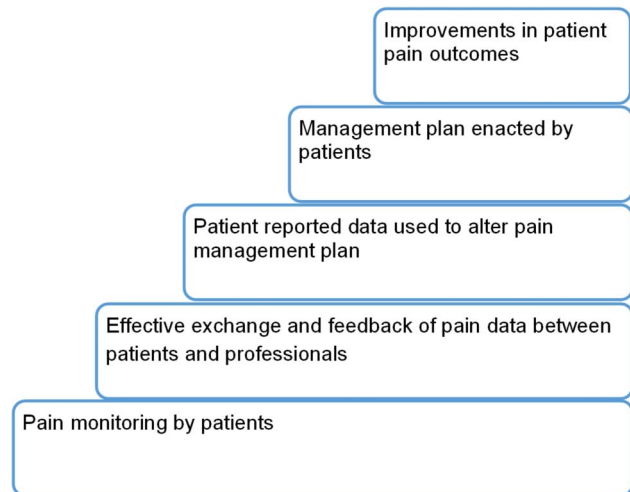 Improvements in patient
pain outcomes
Management plan enacted by
patients
Patient reported data used to alter pain
management plan
Effective exchange and feedback of pain data between
patients and professionals
Pain monitoring by patients